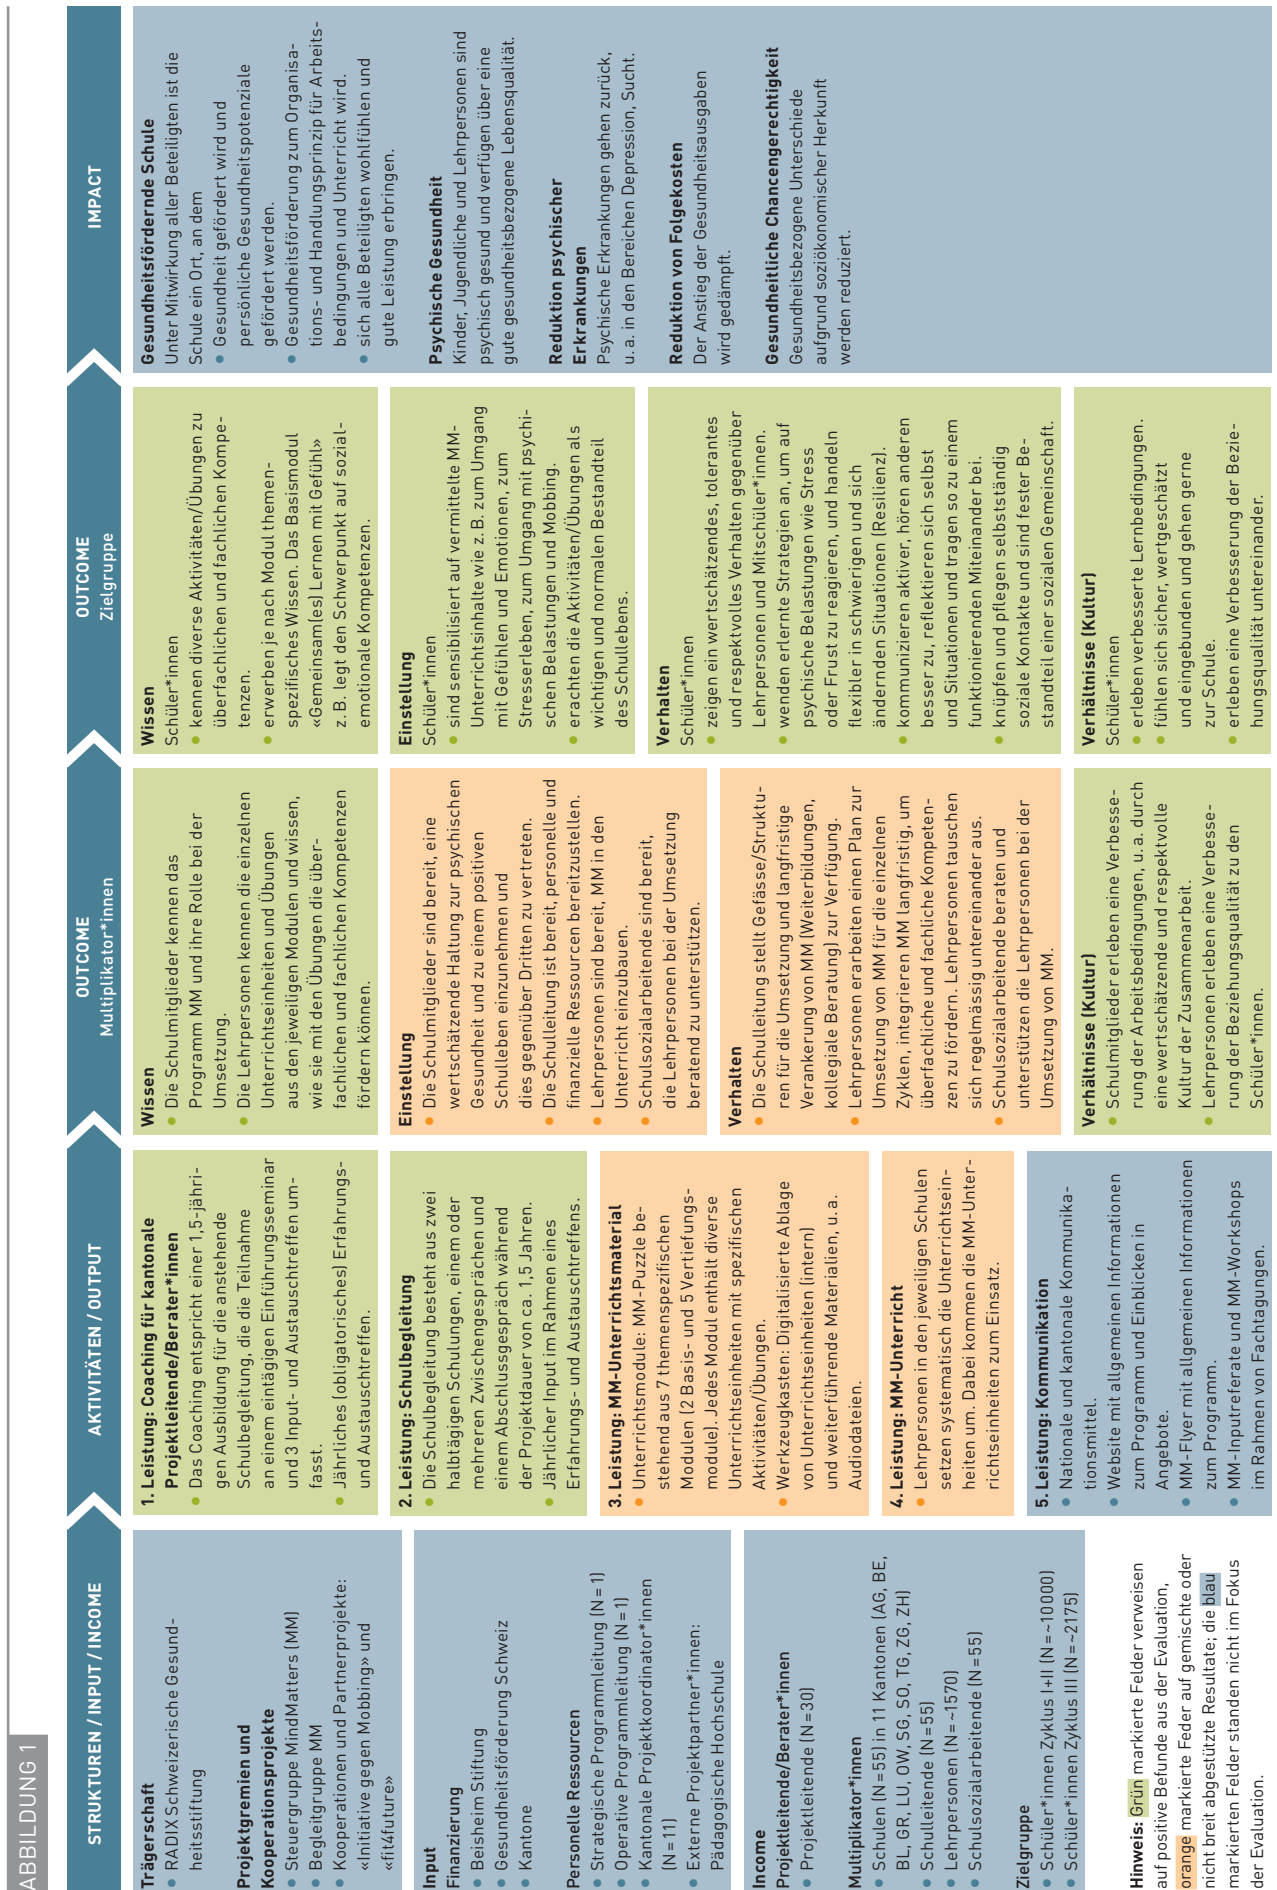 ABBILDUNG 1
STRUKTUREN / INPUT / INCOME
Trägerschaft
• RADIX Schweizerische Gesund-
heitsstiftung
Projektgremien und
Kooperationsprojekte
• Steuergruppe MindMatters (MM)
• Begleitgruppe MM
• Kooperationen und Partnerprojekte:
«Initiative gegen Mobbing» und
«fit4future»
Input
Finanzierung
• Beisheim Stiftung
• Gesundheitsförderung Schweiz
• Kantone
Personelle Ressourcen
• Strategische Programmleitung (N = 1)
• Operative Programmleitung (N = 1)
• Kantonale Projektkoordinator*innen
(N = 11)
• Externe Projektpartner*innen:
Pädagogische Hochschule
Income
Projektleitende/Berater*innen
• Projektleitende (N = 30)
Multiplikator*innen
• Schulen (N = 55) in 11 Kantonen (AG, BE,
BL, GR, LU, OW, SG, SO, TG, ZG, ZH)
• Schulleitende (N = 55)
• Lehrpersonen (N = ~1570)
• Schulsozialarbeitende (N = 55)
Zielgruppe
• Schüler*innen Zyklus I+II (N = ~10 000)
• Schüler*innen Zyklus III (N = ~2175)
Hinweis: Grün markierte Felder verweisen
auf positive Befunde aus der Evaluation,
orange markierte Feder auf gemischte oder
nicht breit abgestützte Resultate; die blau
markierten Felder standen nicht im Fokus
der Evaluation.
AKTIVITÄTEN / OUTPUT
1. Leistung: Coaching für kantonale
Projektleitende/Berater*innen
• Das Coaching entspricht einer 1,5-jähri-
gen Ausbildung für die anstehende
Schulbegleitung, die die Teilnahme
an einem eintägigen Einführungsseminar
und 3 Input- und Austauschtreffen um-
fasst.
• Jährliches (obligatorisches) Erfahrungs-
und Austauschtreffen.
2. Leistung: Schulbegleitung
• Die Schulbegleitung besteht aus zwei
halbtägigen Schulungen, einem oder
mehreren Zwischengesprächen und
einem Abschlussgespräch während
der Projektdauer von ca. 1,5 Jahren.
• Jährlicher Input im Rahmen eines
Erfahrungs- und Austauschtreffens.
3. Leistung: MM-Unterrichtsmaterial
• Unterrichtsmodule: MM-Puzzle be-
stehend aus 7 themenspezifischen
Modulen (2 Basis- und 5 Vertiefungs-
module). Jedes Modul enthält diverse
Unterrichtseinheiten mit spezifischen
Aktivitäten/Übungen.
• Werkzeugkasten: Digitalisierte Ablage
von Unterrichtseinheiten (intern)
und weiterführende Materialien, u. a.
Audiodateien.
4. Leistung: MM-Unterricht
• Lehrpersonen in den jeweiligen Schulen
setzen systematisch die Unterrichtsein-
heiten um. Dabei kommen die MM-Unter-
richtseinheiten zum Einsatz.
5. Leistung: Kommunikation
• Nationale und kantonale Kommunika-
tionsmittel.
• Website mit allgemeinen Informationen
zum Programm und Einblicken in
Angebote.
• MM-Flyer mit allgemeinen Informationen
zum Programm.
• MM-Inputreferate und MM-Workshops
im Rahmen von Fachtagungen.
OUTCOME
Multiplikator*innen
Wissen
• Die Schulmitglieder kennen das
Programm MM und ihre Rolle bei der
Umsetzung.
• Die Lehrpersonen kennen die einzelnen
Unterrichtseinheiten und Übungen
aus den jeweiligen Modulen und wissen,
wie sie mit den Übungen die über-
fachlichen und fachlichen Kompetenzen
fördern können.
Einstellung
• Die Schulmitglieder sind bereit, eine
wertschätzende Haltung zur psychischen
Gesundheit und zu einem positiven
Schulleben einzunehmen und
dies gegenüber Dritten zu vertreten.
• Die Schulleitung ist bereit, personelle und
finanzielle Ressourcen bereitzustellen.
• Lehrpersonen sind bereit, MM in den
Unterricht einzubauen.
• Schulsozialarbeitende sind bereit,
die Lehrpersonen bei der Umsetzung
beratend zu unterstützen.
Verhalten
• Die Schulleitung stellt Gefässe/Struktu-
ren für die Umsetzung und langfristige
Verankerung von MM (Weiterbildungen,
kollegiale Beratung) zur Verfügung.
• Lehrpersonen erarbeiten einen Plan zur
Umsetzung von MM für die einzelnen
Zyklen, integrieren MM langfristig, um
überfachliche und fachliche Kompeten-
zen zu fördern. Lehrpersonen tauschen
sich regelmässig untereinander aus.
• Schulsozialarbeitende beraten und
unterstützen die Lehrpersonen bei der
Umsetzung von MM.
Verhältnisse (Kultur)
• Schulmitglieder erleben eine Verbesse-
rung der Arbeitsbedingungen, u. a. durch
eine wertschätzende und respektvolle
Kultur der Zusammenarbeit.
• Lehrpersonen erleben eine Verbesse-
rung der Beziehungsqualität zu den
Schüler*innen.
OUTCOME
Zielgruppe
Wissen
Schüler*innen
• kennen diverse Aktivitäten/Übungen zu
überfachlichen und fachlichen Kompe-
tenzen.
• erwerben je nach Modul themen-
spezifisches Wissen. Das Basismodul
«Gemeinsam(es) Lernen mit Gefühl»
z. B. legt den Schwerpunkt auf sozial-
emotionale Kompetenzen.
Einstellung
Schüler*innen
• sind sensibilisiert auf vermittelte MM-
Unterrichtsinhalte wie z. B. zum Umgang
mit Gefühlen und Emotionen, zum
Stresserleben, zum Umgang mit psychi-
schen Belastungen und Mobbing.
• erachten die Aktivitäten/Übungen als
wichtigen und normalen Bestandteil
des Schullebens.
Verhalten
Schüler*innen
• zeigen ein wertschätzendes, tolerantes
und respektvolles Verhalten gegenüber
Lehrpersonen und Mitschüler*innen.
• wenden erlernte Strategien an, um auf
psychische Belastungen wie Stress
oder Frust zu reagieren, und handeln
flexibler in schwierigen und sich
ändernden Situationen (Resilienz).
• kommunizieren aktiver, hören anderen
besser zu, reflektieren sich selbst
und Situationen und tragen so zu einem
funktionierenden Miteinander bei.
• knüpfen und pflegen selbstständig
soziale Kontakte und sind fester Be-
standteil einer sozialen Gemeinschaft.
Verhältnisse (Kultur)
Schüler*innen
• erleben verbesserte Lernbedingungen.
• fühlen sich sicher, wertgeschätzt
und eingebunden und gehen gerne
zur Schule.
• erleben eine Verbesserung der Bezie-
hungsqualität untereinander.
IMPACT
Gesundheitsfördernde Schule
Unter Mitwirkung aller Beteiligten ist die
Schule ein Ort, an dem
• Gesundheit gefördert wird und
persönliche Gesundheitspotenziale
gefördert werden.
• Gesundheitsförderung zum Organisa-
tions- und Handlungsprinzip für Arbeits-
bedingungen und Unterricht wird.
• sich alle Beteiligten wohlfühlen und
gute Leistung erbringen.
Psychische Gesundheit
Kinder, Jugendliche und Lehrpersonen sind
psychisch gesund und verfügen über eine
gute gesundheitsbezogene Lebensqualität.
Reduktion psychischer
Erkrankungen
Psychische Erkrankungen gehen zurück,
u. a. in den Bereichen Depression, Sucht.
Reduktion von Folgekosten
Der Anstieg der Gesundheitsausgaben
wird gedämpft.
Gesundheitliche Chancengerechtigkeit
Gesundheitsbezogene Unterschiede
aufgrund soziökonomischer Herkunft
werden reduziert.